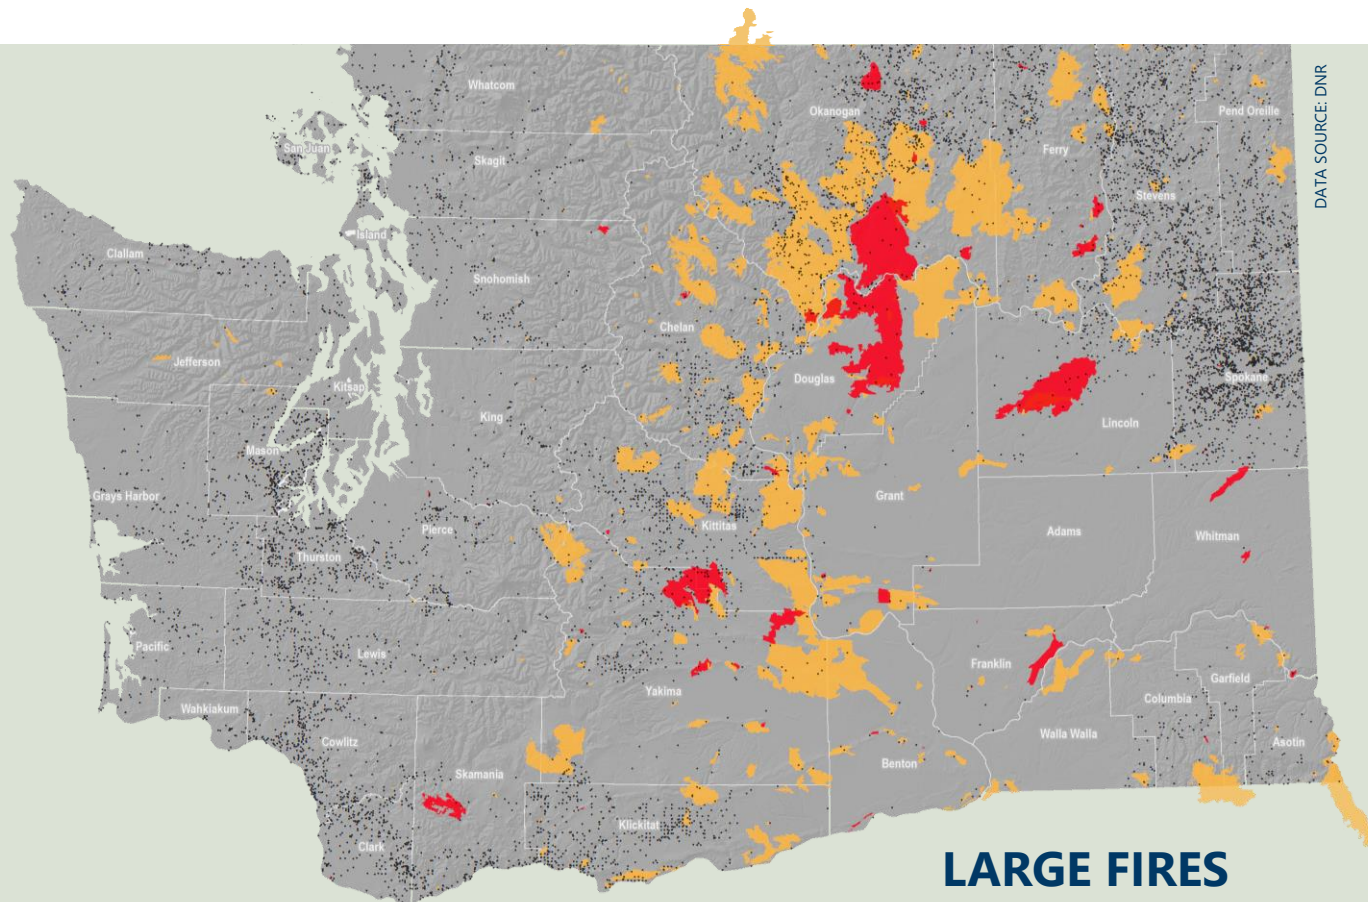 Whatcom
Okanogan
Pend Oreille
DATA SOURCE: DNR
San Juan
Skagit
Ferry
Stevens
Island
Clallam
Snohomish
Chelan
Jefferson
Kitsap
Douglas
Spokane
King
Lincoln
Mason
Grays Harbor
Pierce
Kittitas
Grant
Adams
Whitman
Thurston
Pacific
Lewis
Yakima
Franklin
Garfield
Columbia
Wahkiakum
Cowlitz
Skamania
Walla Walla
Asotin
Benton
Klickitat
Clark
LARGE FIRES